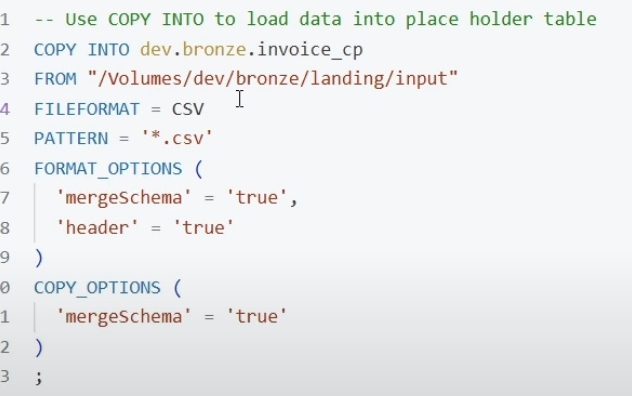 1 -- Use COPY INTO to load data into place holder table
2 COPY INTO dev.bronze.invoice_cp
3 FROM "/Volumes/dev/bronze/landing/input"
4 FILEFORMAT = CSV
5 PATTERN = '*.csv'
6 FORMAT_OPTIONS (
7 'mergeSchema' = 'true',
8 'header' = 'true'
9 )
0 COPY_OPTIONS (
1 'mergeSchema' = 'true'
2 )
3 ;